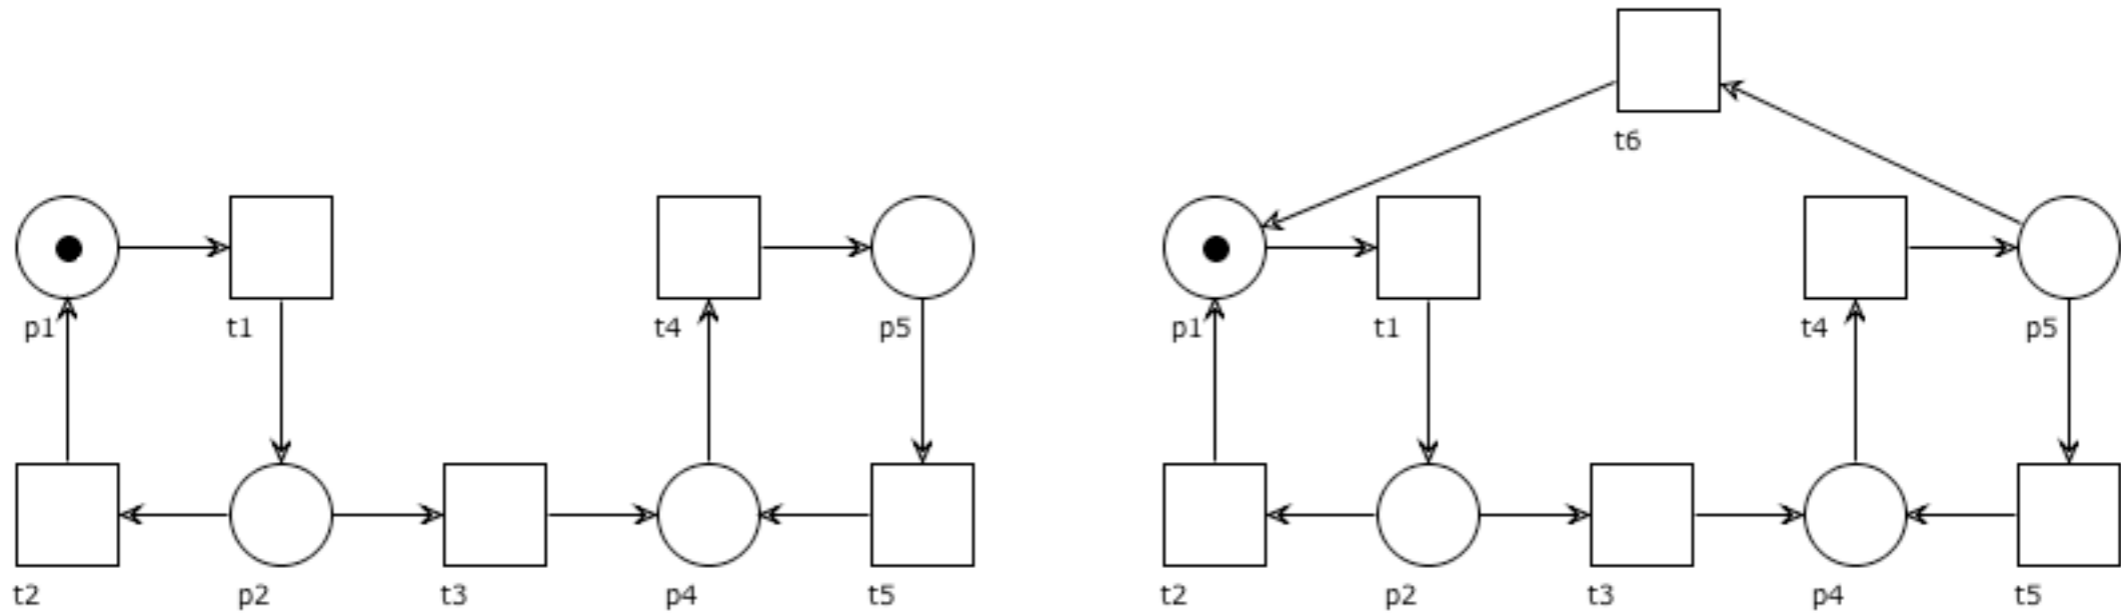 t6
p1 t1 t4 p5 p1 t1 t4 p5
t2 p2 t3 p4 t5 t2 p2 t3 p4 t5